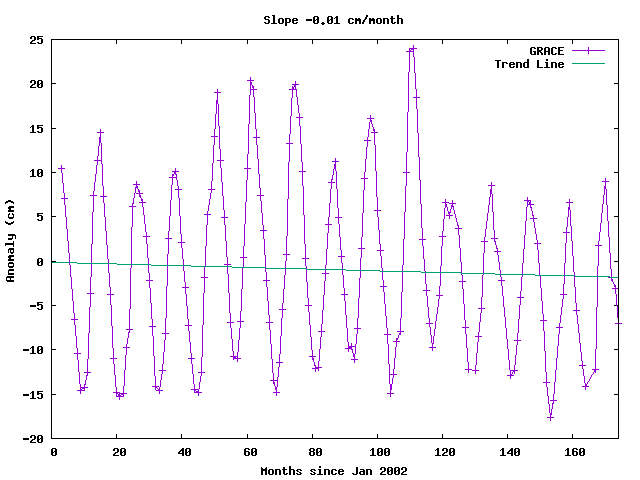 Slope -0.01 cm/month
25
20
15
10
5
0
-5
-10
-15
-20
Anomaly (cm)
GRACE
Trend Line
0 20 40 60 80 100 120 140 160
Months since Jan 2002